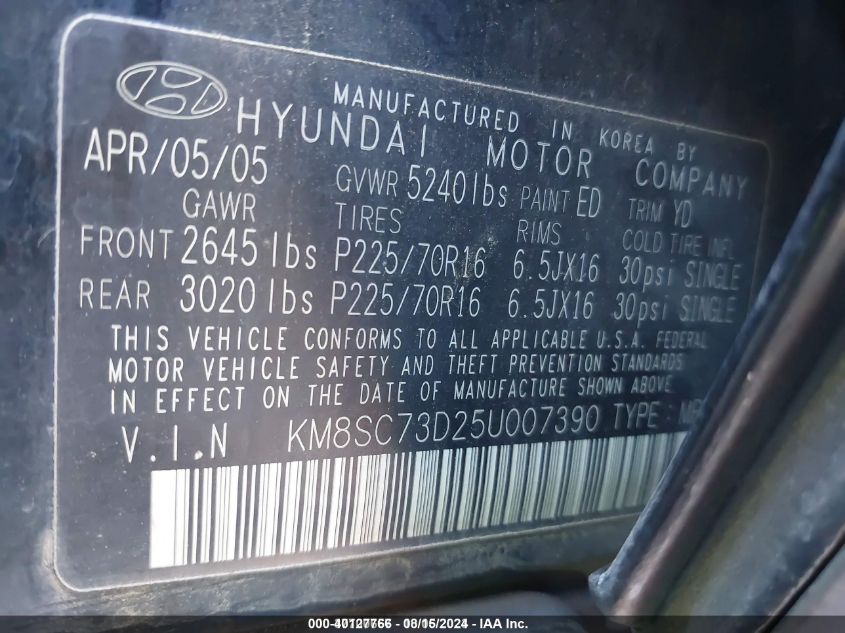 MANUFACTURED IN KOREA BY
HYUNDAI MOTOR COMPANY
APR/05/05 GVWR 5240lbs PAINT ED TRIM YD
GAWR TIRES RIMS COLD TIRE INFL
FRONT 2645lbs P225/70R16 6.5JX16 30psi SINGLE
REAR 3020lbs P225/70R16 6.5JX16 30psi SINGLE
THIS VEHICLE CONFORMS TO ALL APPLICABLE U.S.A. FEDERAL
MOTOR VEHICLE SAFETY AND THEFT PREVENTION STANDARDS
IN EFFECT ON THE DATE OF MANUFACTURE SHOWN ABOVE
V.I.N KM8SC73D25U007390 TYPE :
000-40127766 - 08/15/2024 - IAA Inc.